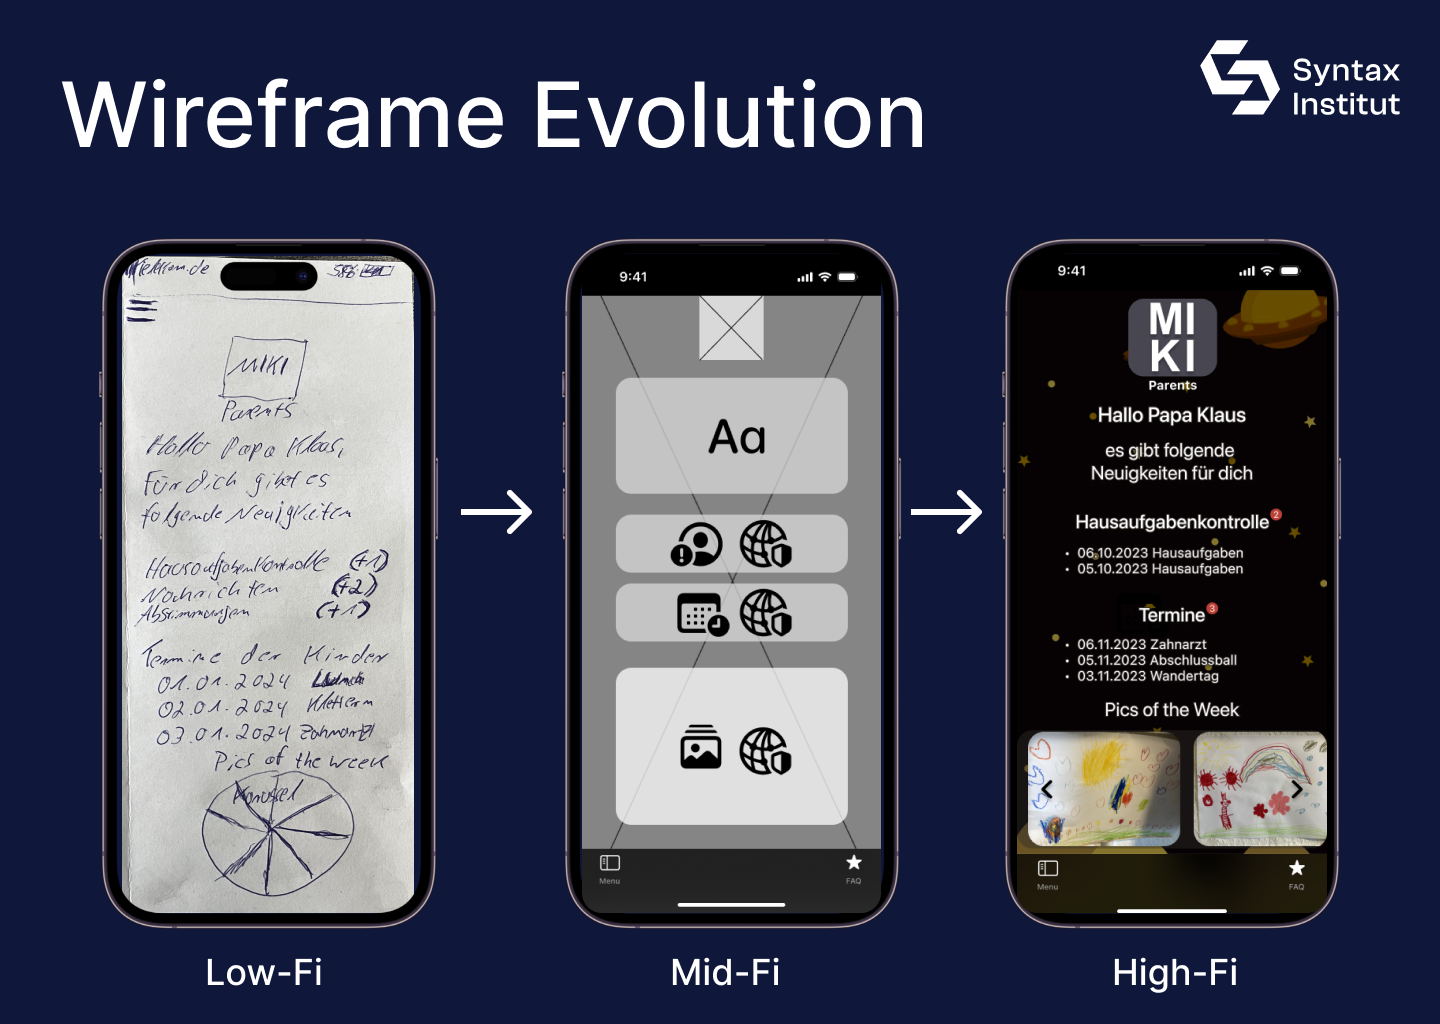 Wireframe Evolution
Syntax
Institut
Telekom.de
MIKI
Parents
Hallo Papa Klaus,
Für dich gibt es
folgende Neuigkeiten
Hausaufgabenkontrolle (+1)
Nachrichten (+2)
Abstimmungen (+1)
Termine der Kinder
01.01.2024
02.01.2024 Klettern
03.01.2024 Zahnarzt
Pics of the week
Karussel
Low-Fi
9:41
Aa
Menu
FAQ
Mid-Fi
9:41
MI
KI
Parents
Hallo Papa Klaus
es gibt folgende
Neuigkeiten für dich
Hausaufgabenkontrolle 2
• 06.10.2023 Hausaufgaben
• 05.10.2023 Hausaufgaben
Termine 3
• 06.11.2023 Zahnarzt
• 05.11.2023 Abschlussball
• 03.11.2023 Wandertag
Pics of the Week
Menu
FAQ
High-Fi